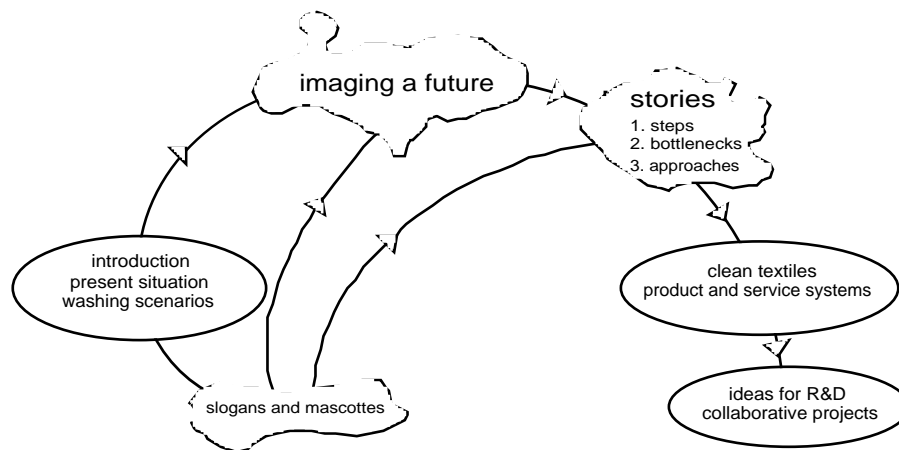 imaging a future
stories
1. steps
2. bottlenecks
3. approaches
introduction
present situation
washing scenarios
clean textiles
product and service systems
slogans and mascottes
ideas for R&D
collaborative projects